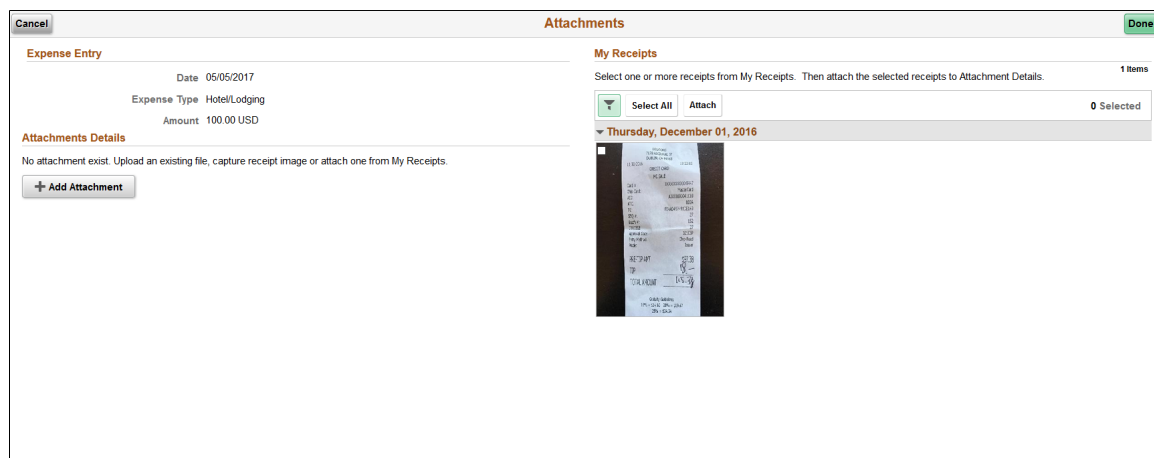 Cancel
Attachments
Done
Expense Entry
Date 05/05/2017
Expense Type Hotel/Lodging
Amount 100.00 USD
Attachments Details
No attachment exist. Upload an existing file, capture receipt image or attach one from My Receipts.
Add Attachment
My Receipts
1 Items
Select one or more receipts from My Receipts. Then attach the selected receipts to Attachment Details.
Select All
Attach
0 Selected
Thursday, December 01, 2016
CREDIT CARD
TIP
TOTAL AMOUNT